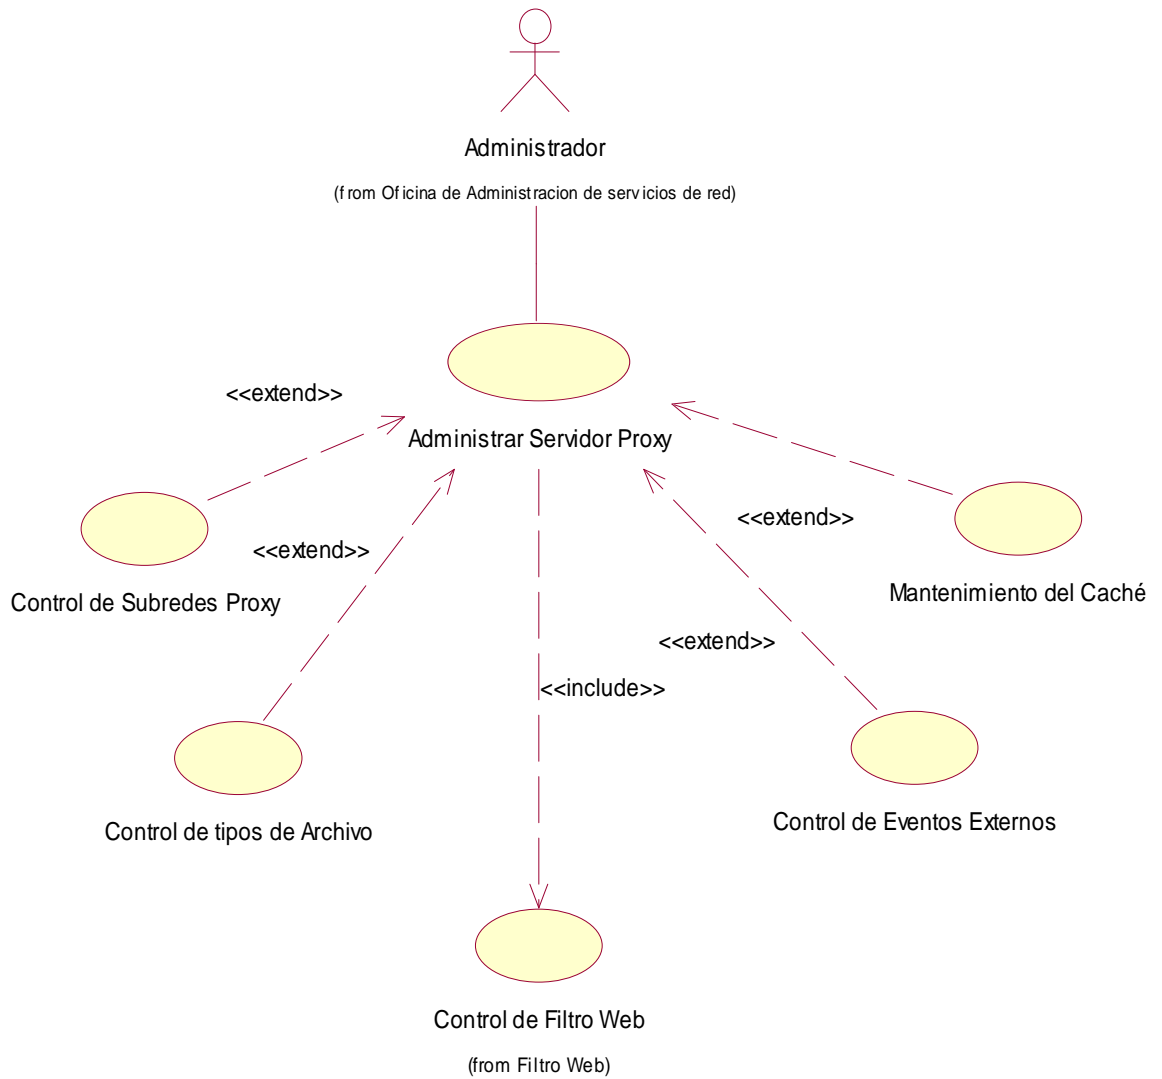 Administrador
(from Oficina de Administracion de servicios de red)
<<extend>>
Administrar Servidor Proxy
<<extend>>
<<extend>>
Control de Subredes Proxy
Mantenimiento del Caché
<<extend>>
<<include>>
Control de tipos de Archivo
Control de Eventos Externos
Control de Filtro Web
(from Filtro Web)